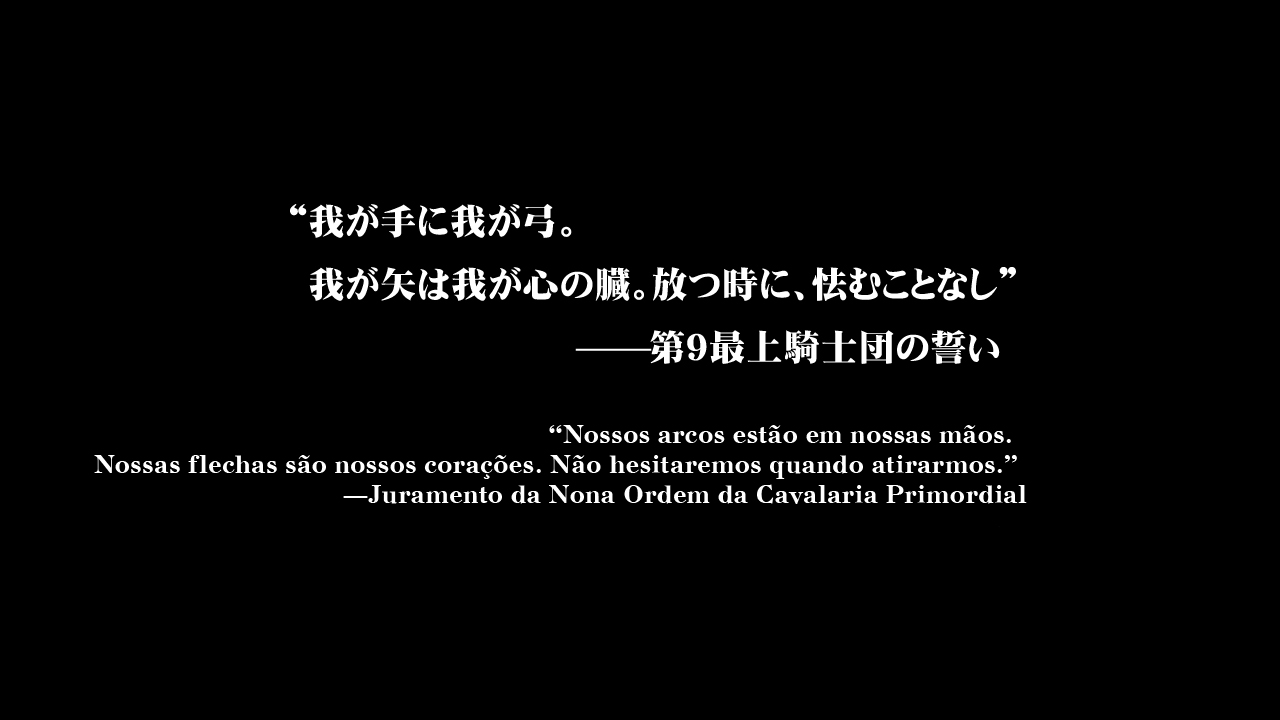 “我が手に我が弓。
我が矢は我が心の臓。放つ時に、怯むことなし”
——第9最上騎士団の誓い
“Nossos arcos estão em nossas mãos.
Nossas flechas são nossos corações. Não hesitaremos quando atirarmos.”
—Juramento da Nona Ordem da Cavalaria Primordial